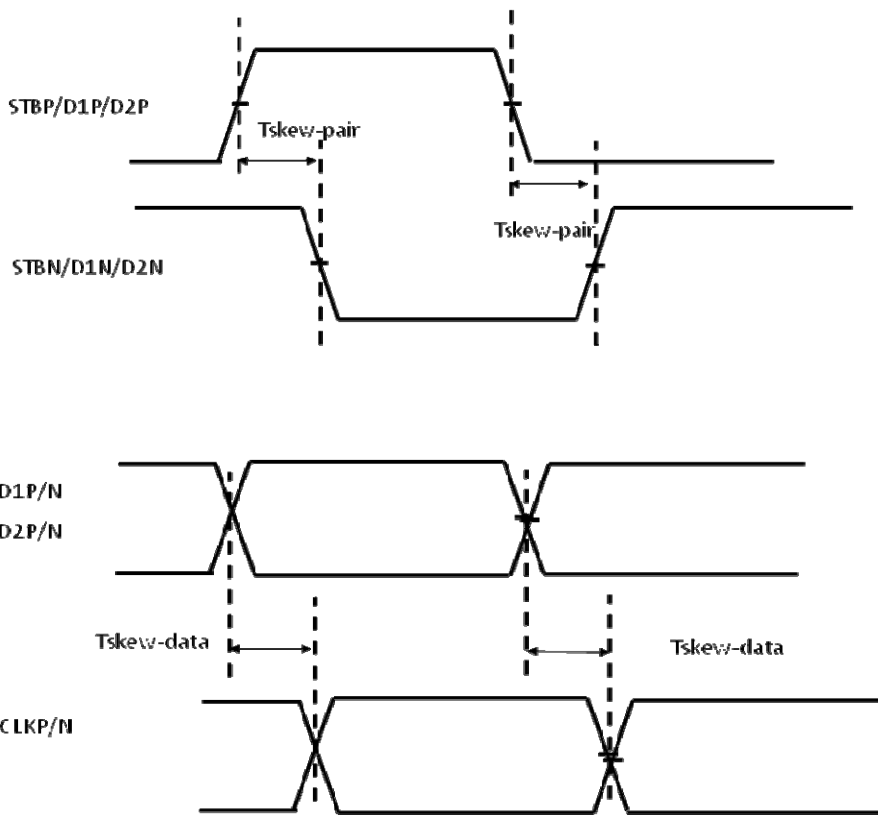 STBP/D1P/D2P
Tskew-pair
Tskew-pair
STBN/D1N/D2N
D1P/N
D2P/N
Tskew-data
Tskew-data
CLKP/N